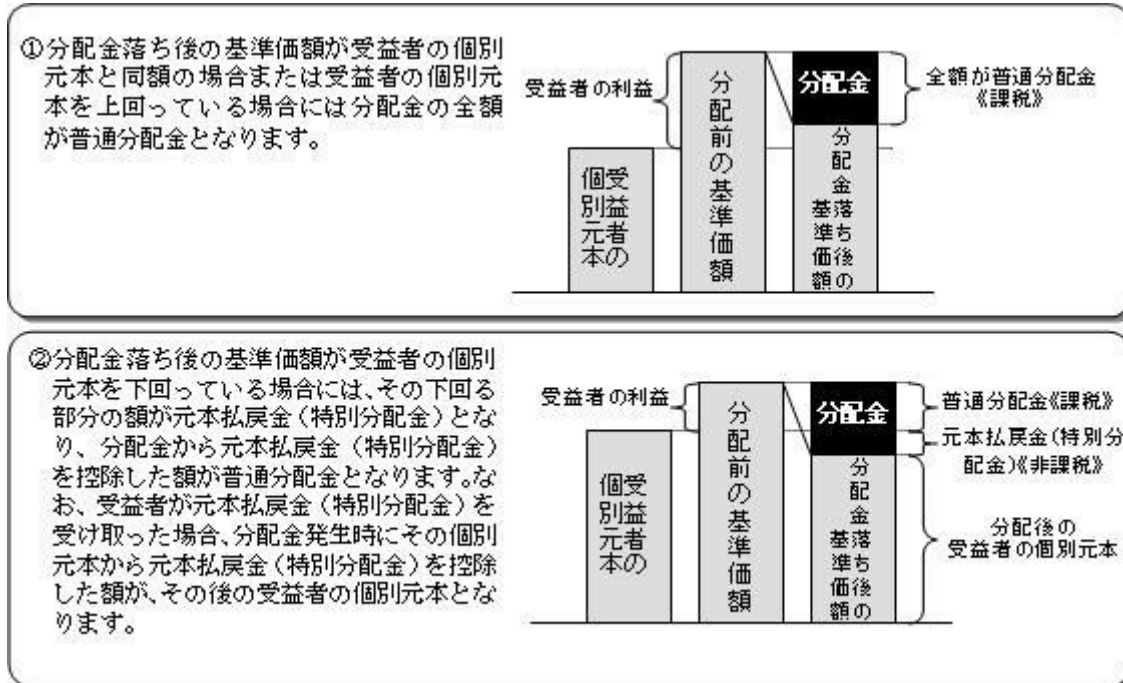 ①分配金落ち後の基準価額が受益者の個別
元本と同額の場合または受益者の個別元
本を上回っている場合には分配金の全額
が普通分配金となります。
受益者の利益
受益者の
個別元本
分配前の基準価額
分配金
分配金落ち後の
基準価額
全額が普通分配金
《課税》
②分配金落ち後の基準価額が受益者の個別
元本を下回っている場合には、その下回る
部分の額が元本払戻金(特別分配金)とな
り、分配金から元本払戻金(特別分配金)
を控除した額が普通分配金となります。な
お、受益者が元本払戻金(特別分配金)を
受け取った場合、分配金発生時にその個別
元本から元本払戻金(特別分配金)を控除
した額が、その後の受益者の個別元本とな
ります。
受益者の利益
受益者の
個別元本
分配前の基準価額
分配金
分配金落ち後の
基準価額
普通分配金《課税》
元本払戻金(特別分
配金)《非課税》
分配後の
受益者の個別元本